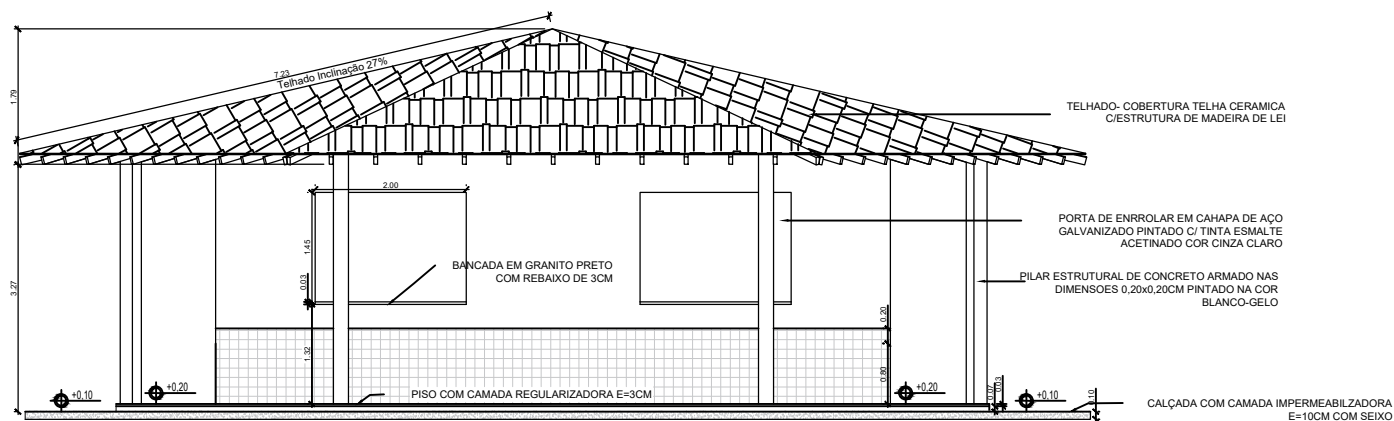 7.23
Telhado Inclinação 27%
1.79
TELHADO- COBERTURA TELHA CERAMICA
C/ESTRUTURA DE MADEIRA DE LEI
2.00
1.45
PORTA DE ENRROLAR EM CAHAPA DE AÇO
GALVANIZADO PINTADO C/ TINTA ESMALTE
ACETINADO COR CINZA CLARO
BANCADA EM GRANITO PRETO
COM REBAIXO DE 3CM
0.03
3.27
PILAR ESTRUTURAL DE CONCRETO ARMADO NAS
DIMENSOES 0,20x0,20CM PINTADO NA COR
BLANCO-GELO
0.20
1.32
0.80
+0,10
+0,20
PISO COM CAMADA REGULARIZADORA E=3CM
+0,20
0.07
0.03
+0,10
0.10
CALÇADA COM CAMADA IMPERMEABILZADORA
E=10CM COM SEIXO